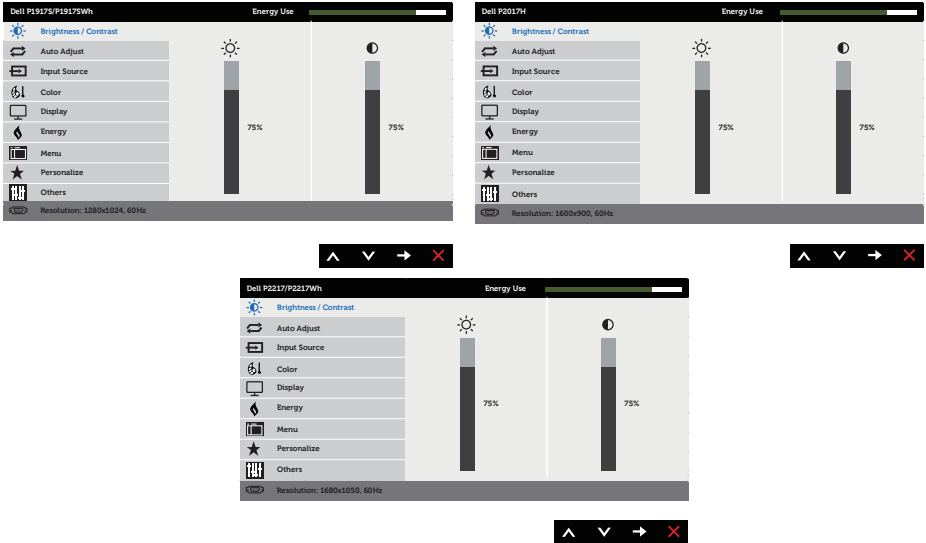 Dell P1917S/P1917SWh Energy Use
Brightness / Contrast
Auto Adjust
Input Source
Color
Display
Energy
Menu
Personalize
Others
75% 75%
Resolution: 1280x1024, 60Hz
Dell P2017H Energy Use
Brightness / Contrast
Auto Adjust
Input Source
Color
Display
Energy
Menu
Personalize
Others
75% 75%
Resolution: 1600x900, 60Hz
Dell P2217/P2217Wh Energy Use
Brightness / Contrast
Auto Adjust
Input Source
Color
Display
Energy
Menu
Personalize
Others
75% 75%
Resolution: 1680x1050, 60Hz